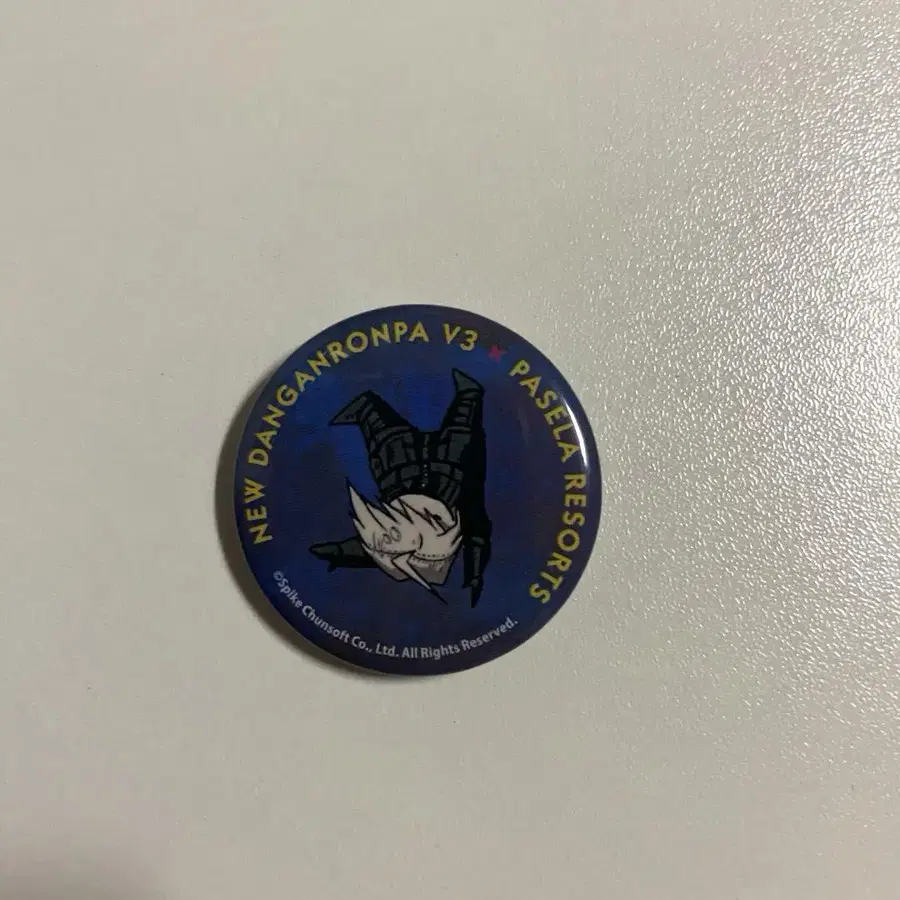 NEW DANGANRONPA V3 × PASELA RESORTS
©Spike Chunsoft Co., Ltd. All Rights Reserved.